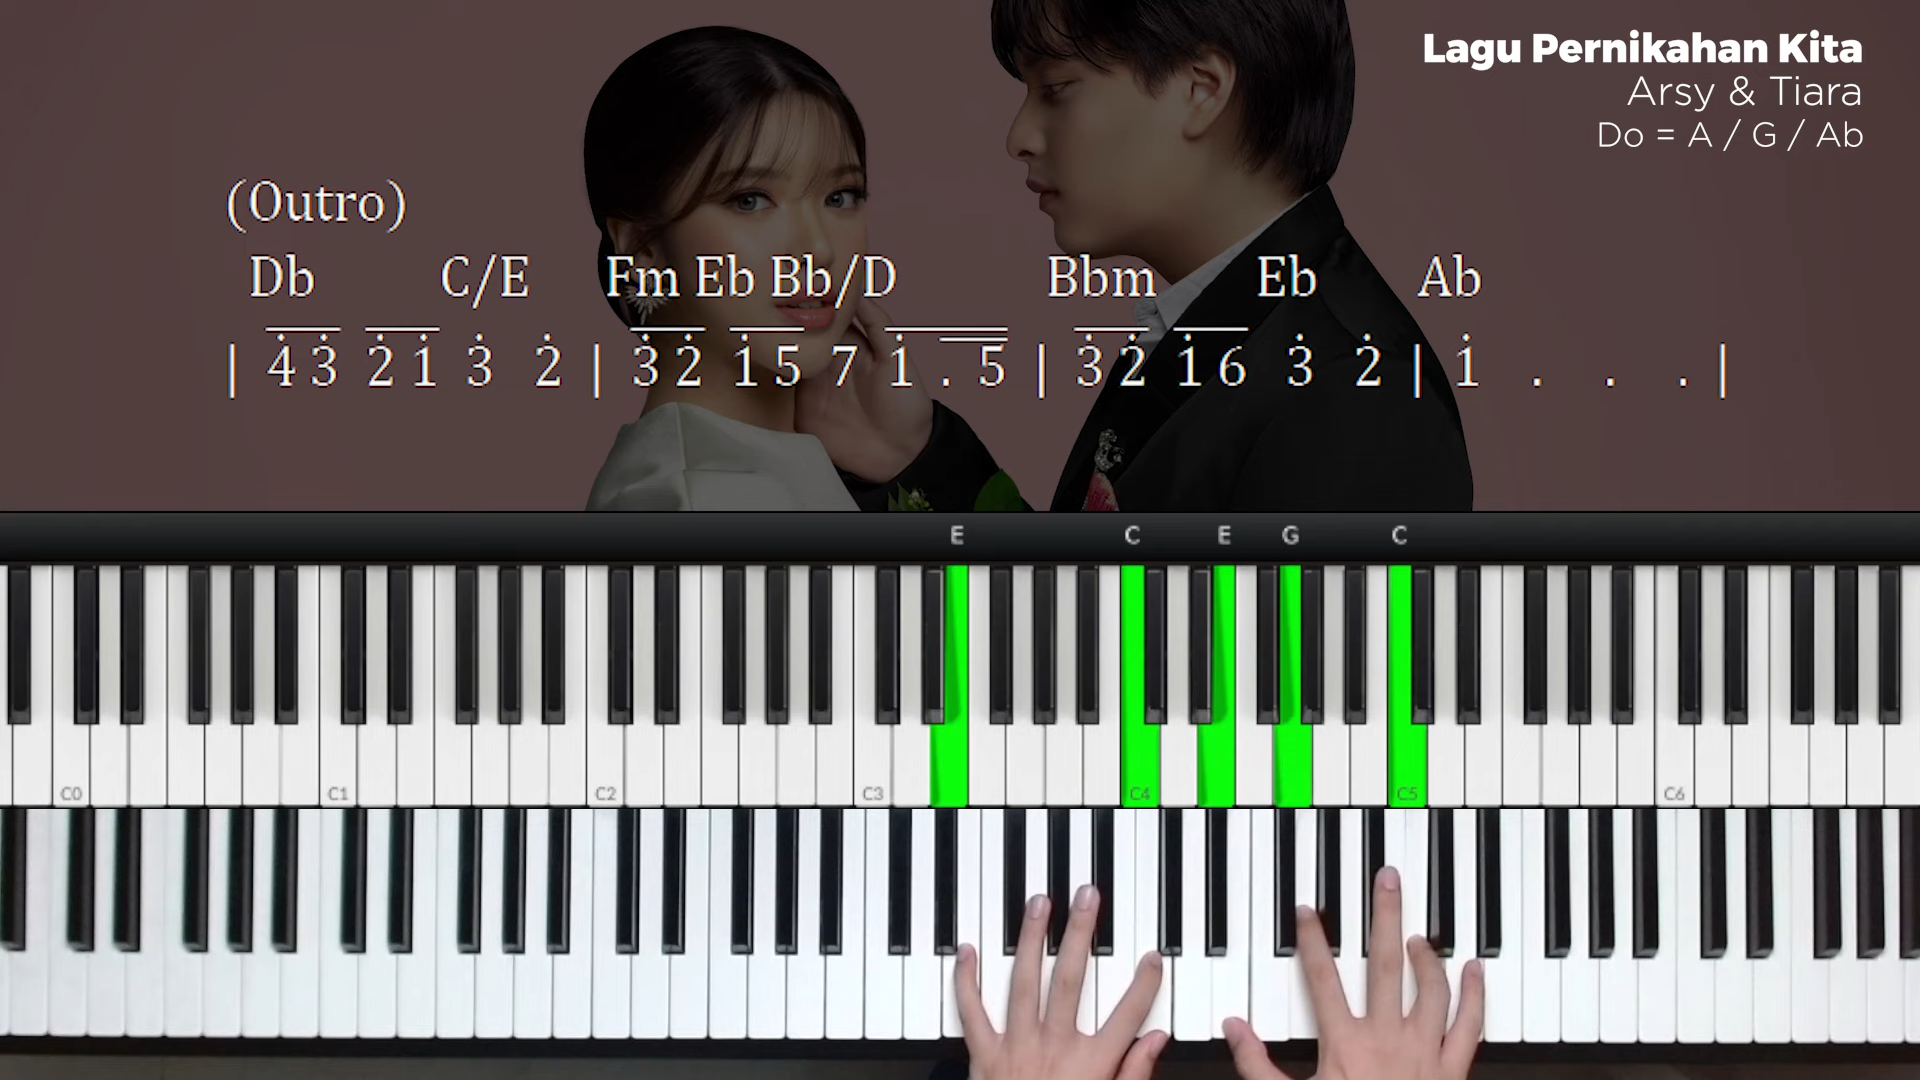 Lagu Pernikahan Kita
Arsy & Tiara
Do = A / G / Ab
(Outro)
Db C/E Fm Eb Bb/D Bbm Eb Ab
| 4̇ 3̇ 2̇ 1̇ 3̇ 2̇ | 3̇ 2̇ 1̇ 5 7 1̇ . 5 | 3̇ 2̇ 1̇ 6 3̇ 2̇ | 1̇ . . . |
E C E G C
C0 C1 C2 C3 C4 C5 C6